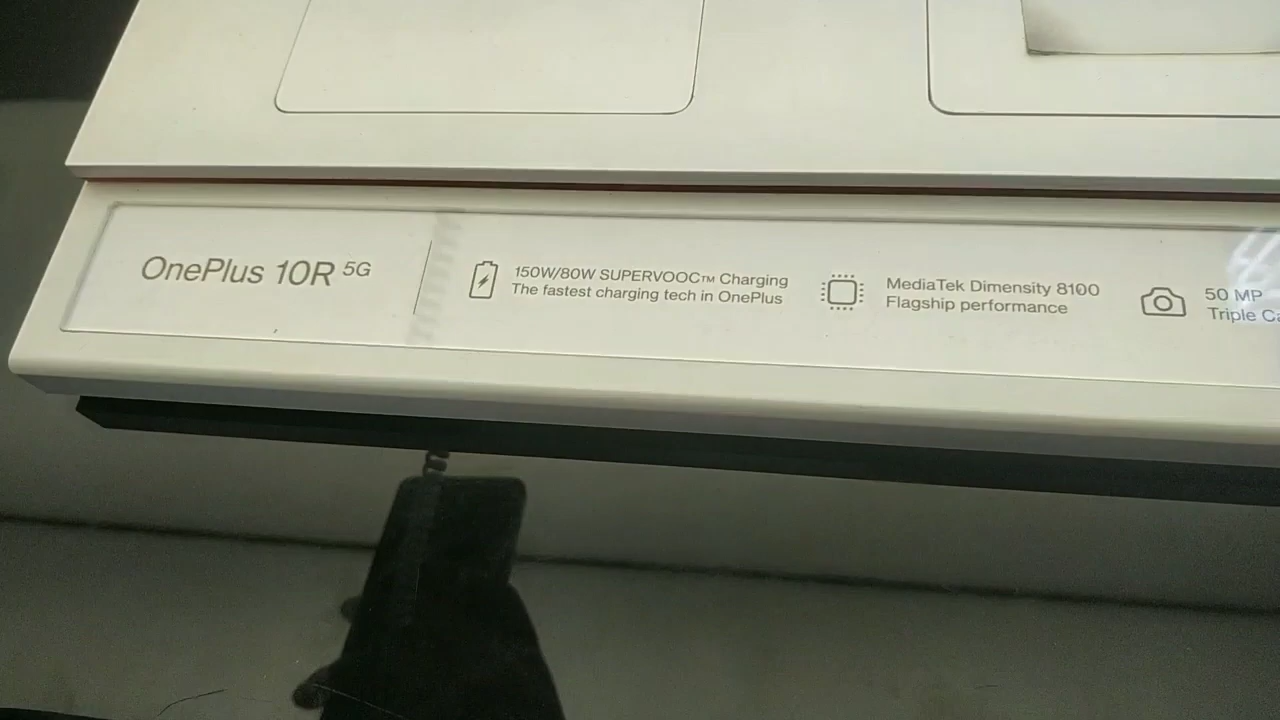 OnePlus 10R 5G
150W/80W SUPERVOOC™ Charging
The fastest charging tech in OnePlus
MediaTek Dimensity 8100
Flagship performance
50 MP
Triple